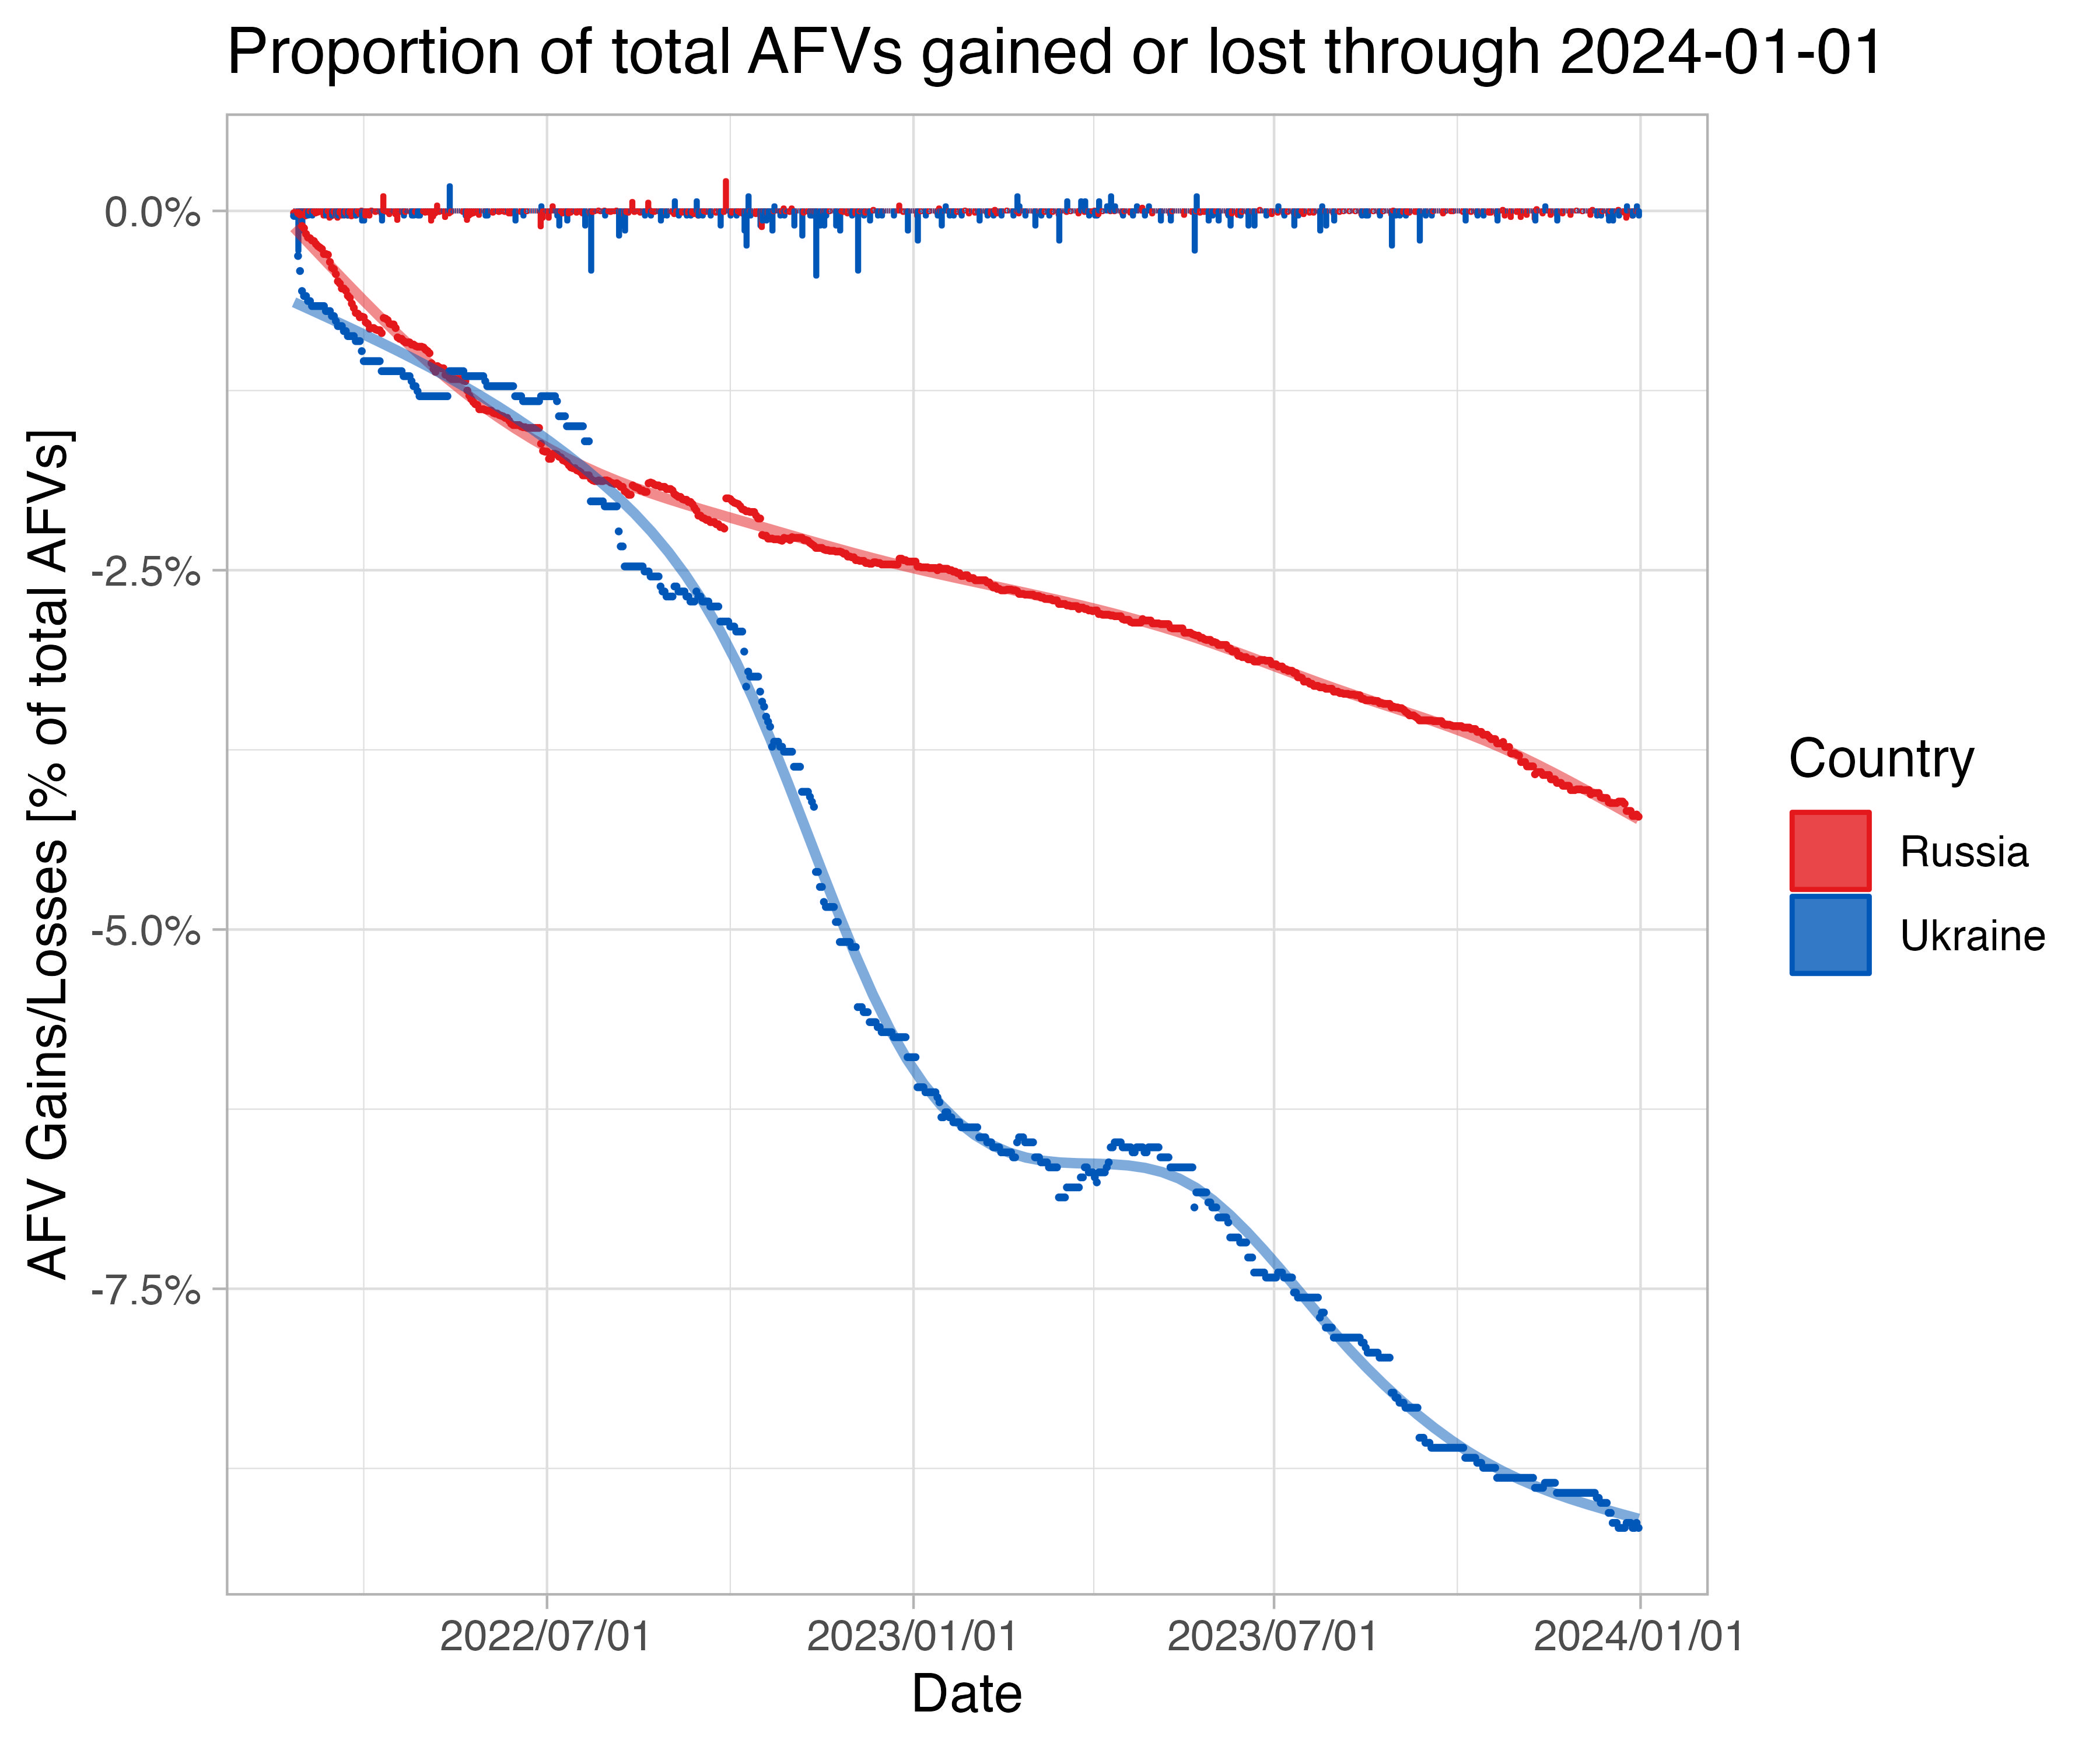 Proportion of total AFVs gained or lost through 2024-01-01
AFV Gains/Losses [% of total AFVs]
0.0%
-2.5%
-5.0%
-7.5%
2022/07/01
2023/01/01
2023/07/01
2024/01/01
Date
Country
Russia
Ukraine